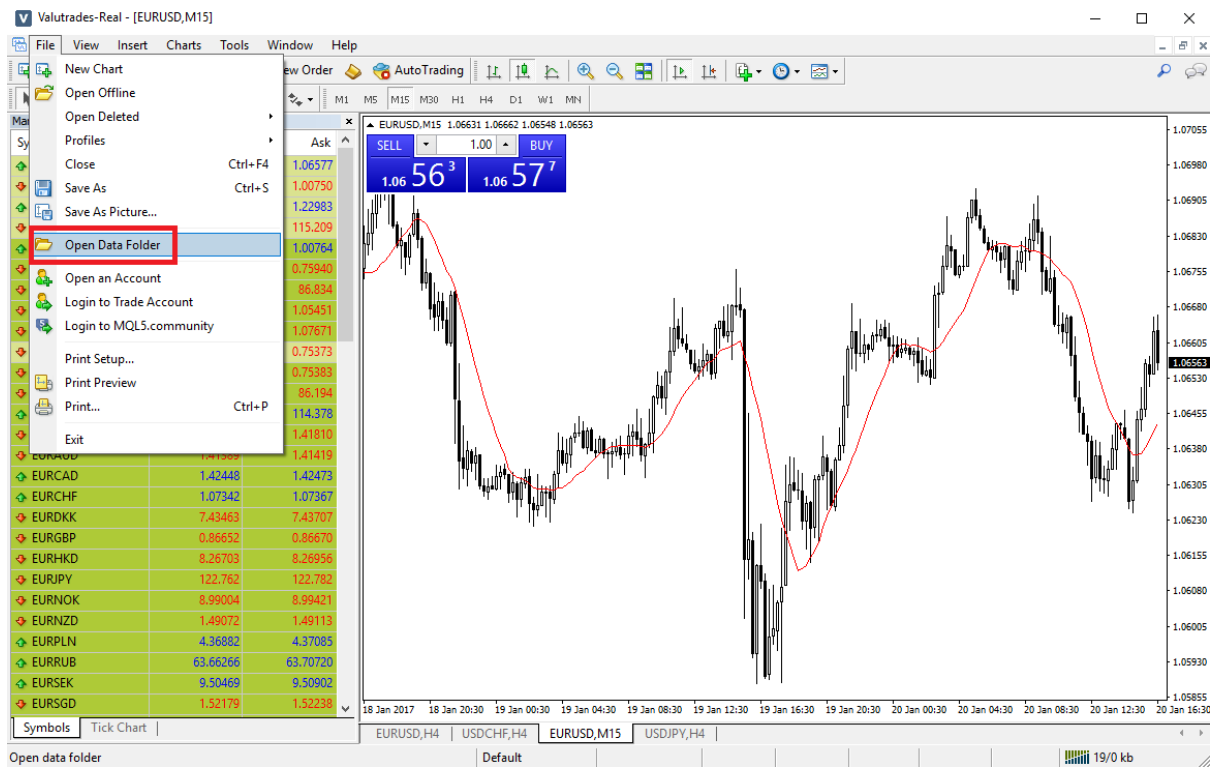 Valutrades-Real - [EURUSD,M15]
File View Insert Charts Tools Window Help
New Chart
Open Offline
Open Deleted
Profiles
Close Ctrl+F4
Save As Ctrl+S
Save As Picture...
Open Data Folder
Open an Account
Login to Trade Account
Login to MQL5.community
Print Setup...
Print Preview
Print... Ctrl+P
Exit
ew Order AutoTrading
M1 M5 M15 M30 H1 H4 D1 W1 MN
Mar
Sy Ask
1.06577
1.00750
1.22983
115.209
1.00764
0.75940
86.834
1.05451
1.07671
0.75373
0.75383
86.194
114.378
1.41810
EURAUD 1.41389 1.41419
EURCAD 1.42448 1.42473
EURCHF 1.07342 1.07367
EURDKK 7.43463 7.43707
EURGBP 0.86652 0.86670
EURHKD 8.26703 8.26956
EURJPY 122.762 122.782
EURNOK 8.99004 8.99421
EURNZD 1.49072 1.49113
EURPLN 4.36882 4.37085
EURRUB 63.66266 63.70720
EURSEK 9.50469 9.50902
EURSGD 1.52179 1.52238
Symbols Tick Chart
EURUSD,M15 1.06631 1.06662 1.06548 1.06563
SELL 1.00 BUY
1.06 56 3 1.06 57 7
1.07055
1.06980
1.06905
1.06830
1.06755
1.06680
1.06605
1.06563
1.06530
1.06455
1.06380
1.06305
1.06230
1.06155
1.06080
1.06005
1.05930
1.05855
18 Jan 2017 18 Jan 20:30 19 Jan 00:30 19 Jan 04:30 19 Jan 08:30 19 Jan 12:30 19 Jan 16:30 19 Jan 20:30 20 Jan 00:30 20 Jan 04:30 20 Jan 08:30 20 Jan 12:30 20 Jan 16:30
EURUSD,H4 USDCHF,H4 EURUSD,M15 USDJPY,H4
Open data folder Default 19/0 kb